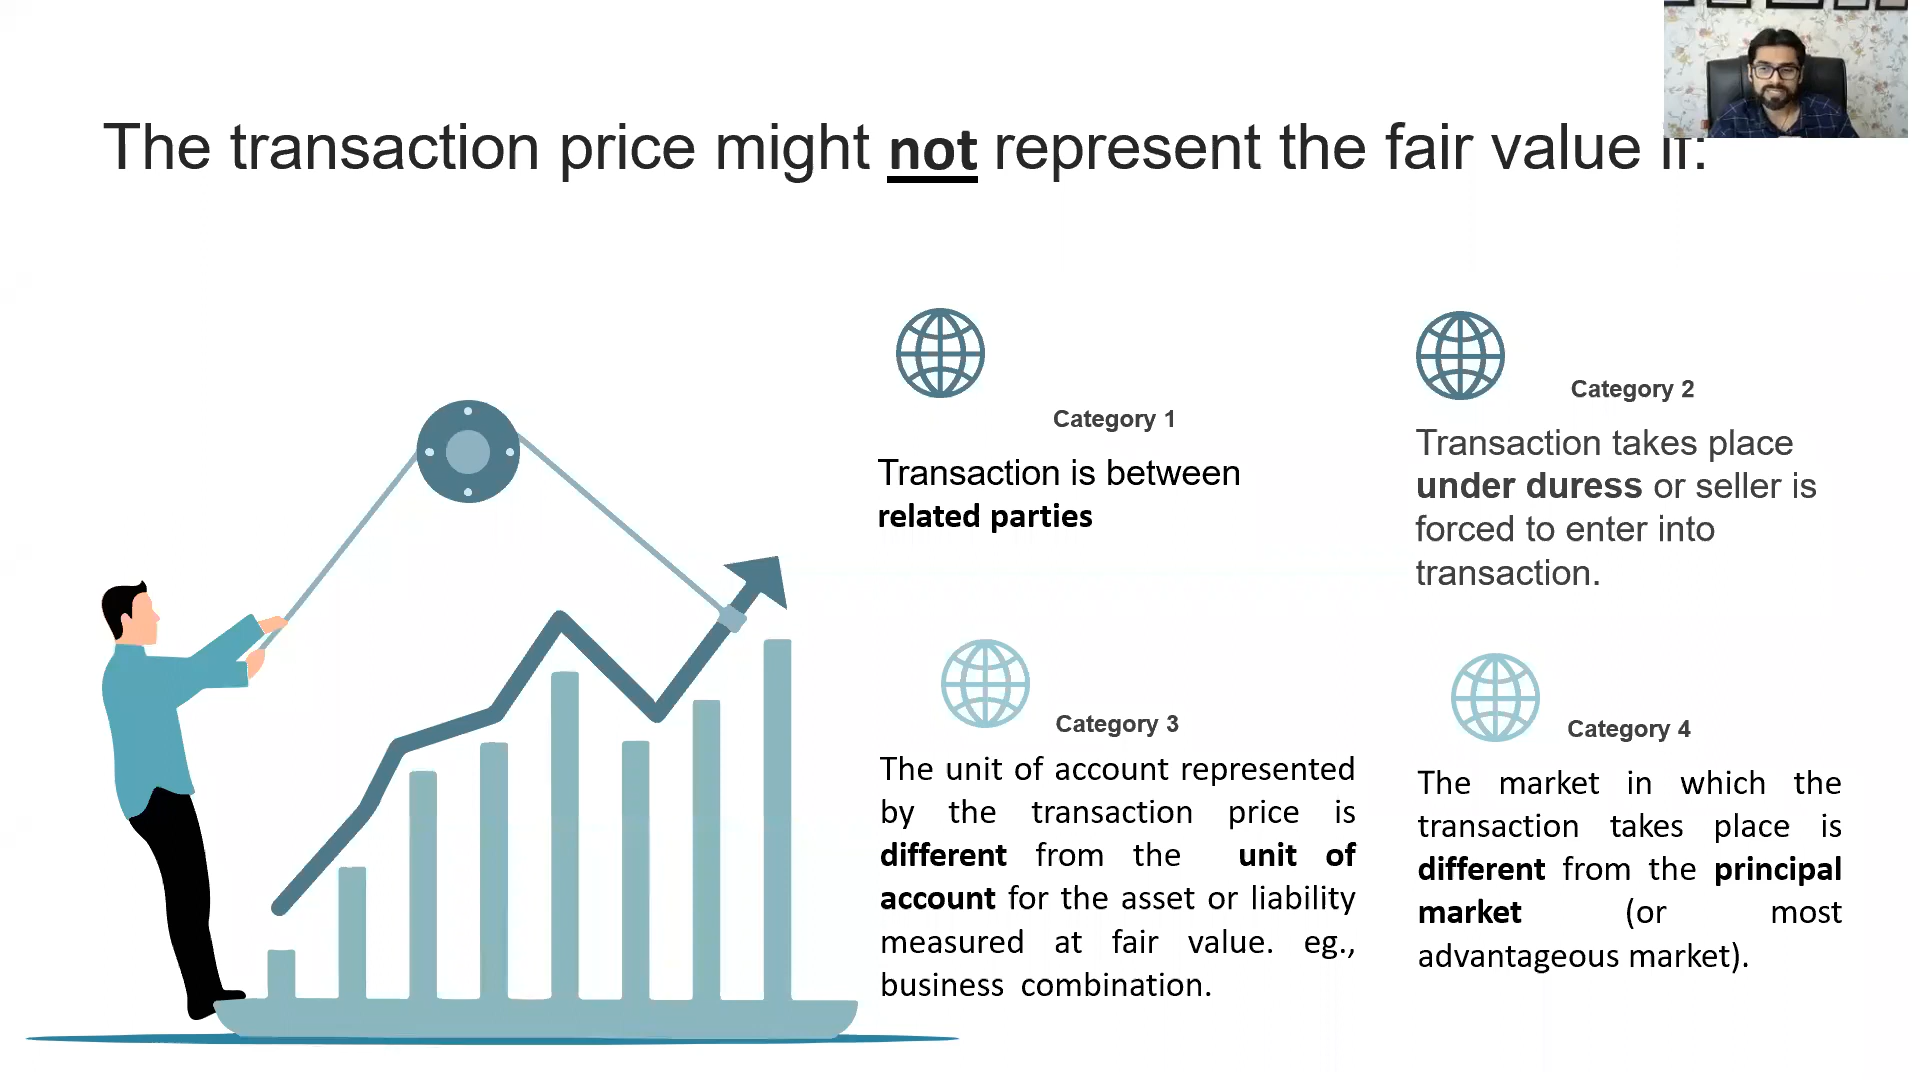 The transaction price might not represent the fair value if:
Category 1
Transaction is between
related parties
Category 2
Transaction takes place
under duress or seller is
forced to enter into
transaction.
Category 3
The unit of account represented
by the transaction price is
different from the unit of
account for the asset or liability
measured at fair value. eg.,
business combination.
Category 4
The market in which the
transaction takes place is
different from the principal
market (or most
advantageous market).